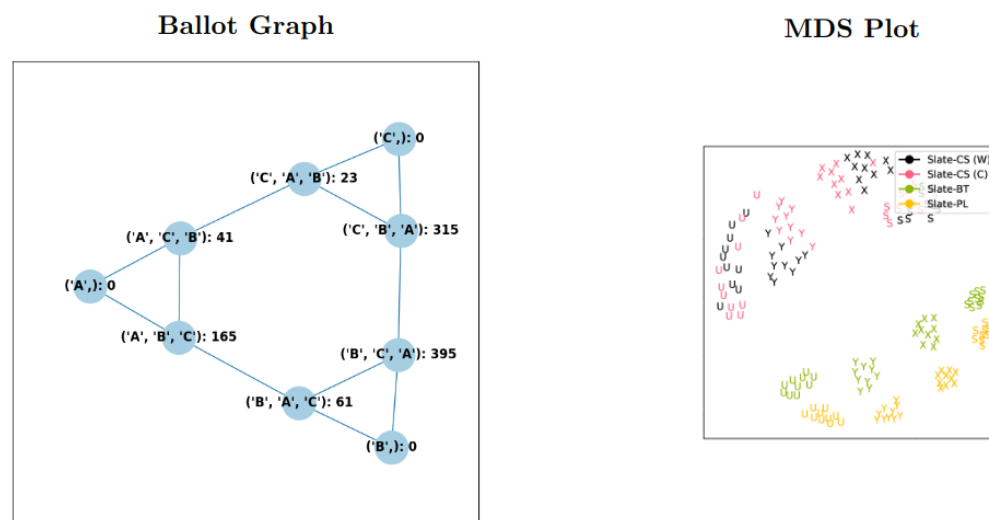 Ballot Graph
MDS Plot
('C',): 0
('C', 'A', 'B'): 23
('A', 'C', 'B'): 41
('C', 'B', 'A'): 315
('A',): 0
('A', 'B', 'C'): 165
('B', 'C', 'A'): 395
('B', 'A', 'C'): 61
('B',): 0
Slate-CS (W)
Slate-CS (C)
Slate-BT
Slate-PL